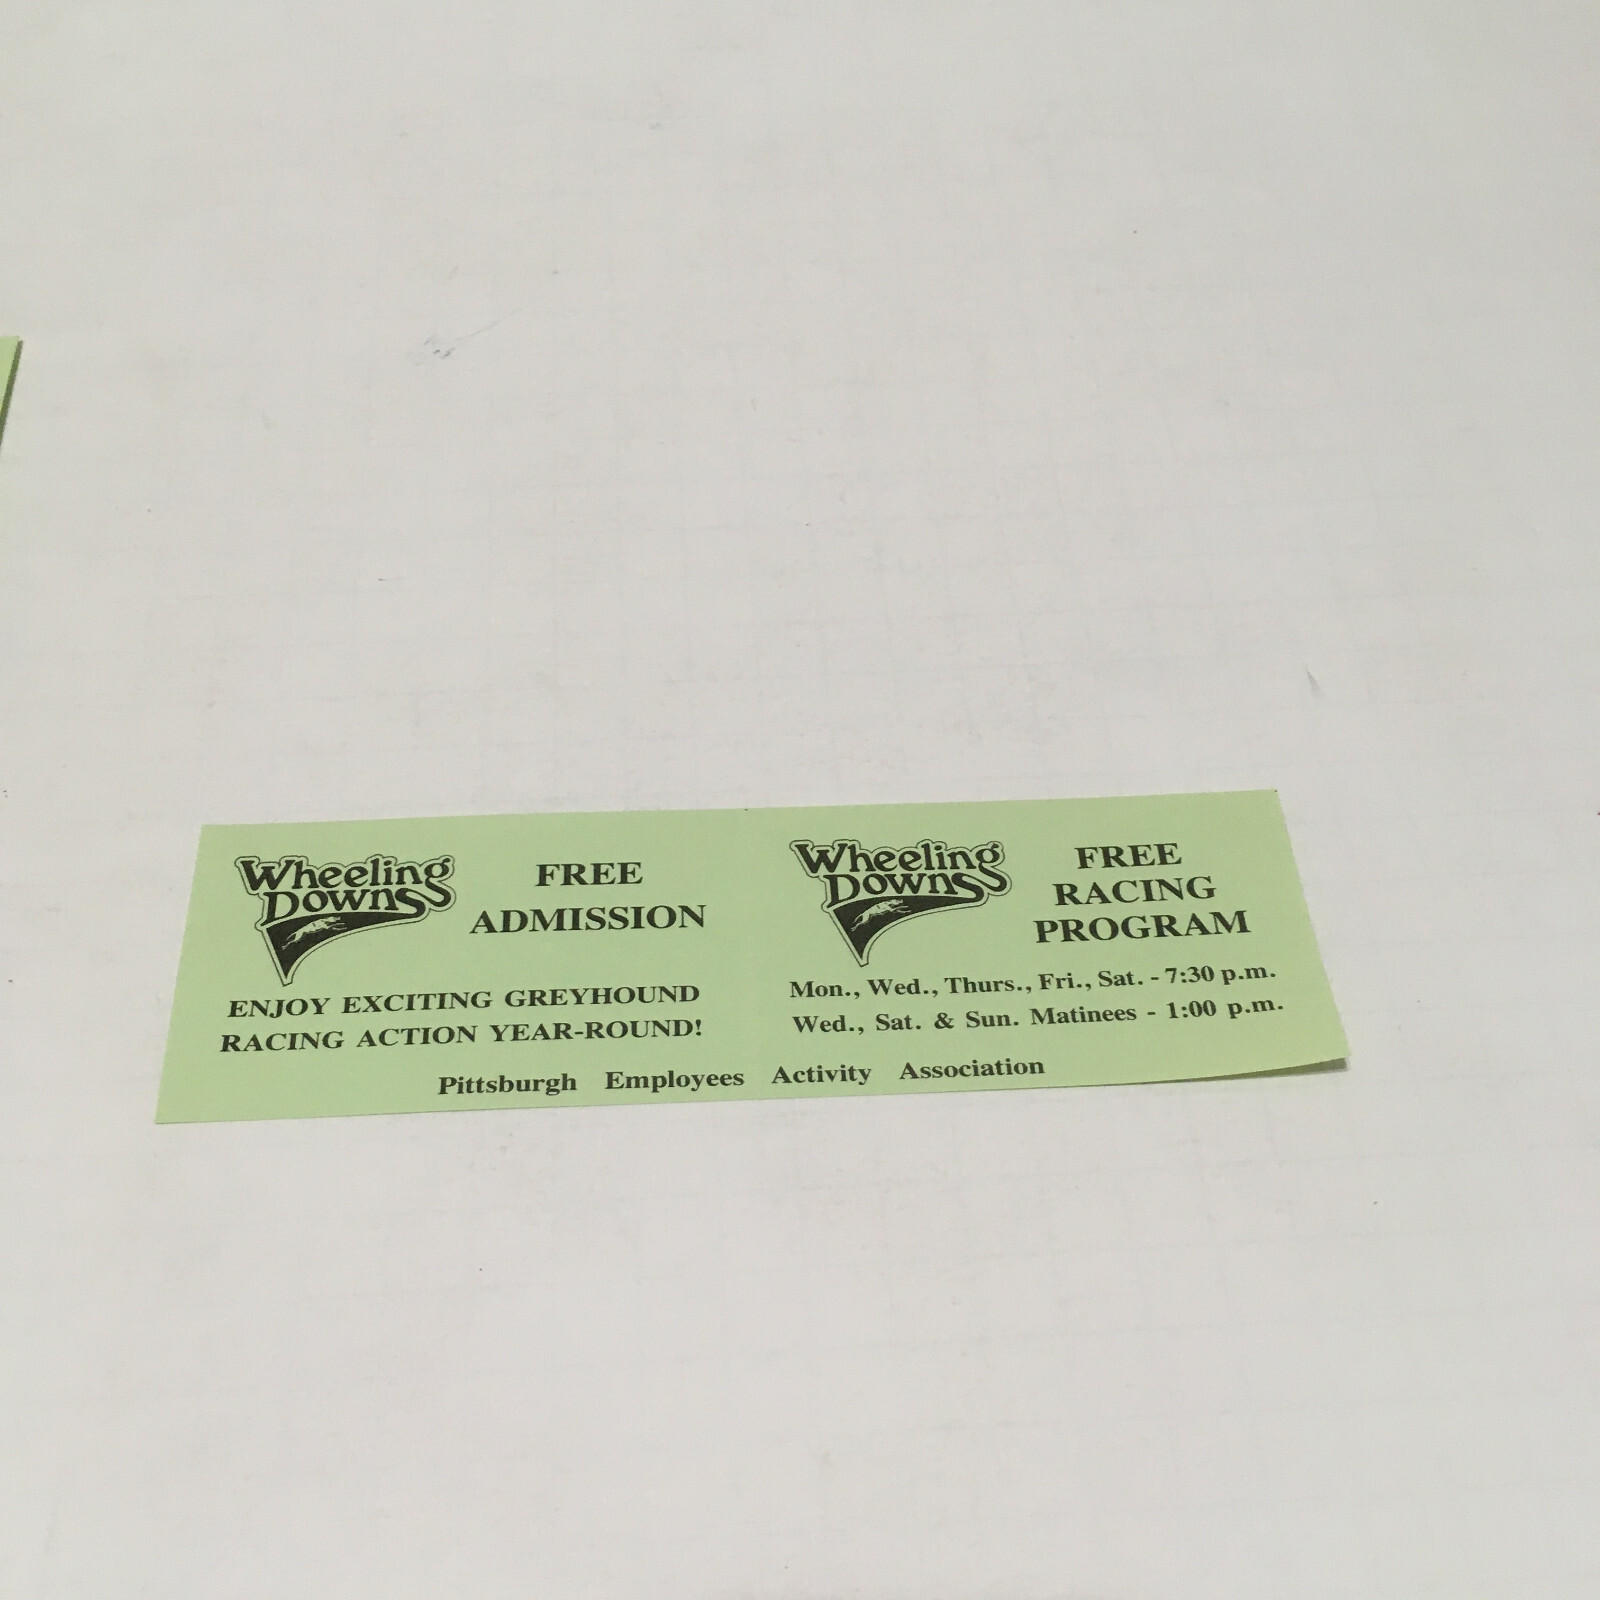 Wheeling
Downs
FREE
ADMISSION
ENJOY EXCITING GREYHOUND
RACING ACTION YEAR-ROUND!
Wheeling
Downs
FREE
RACING
PROGRAM
Mon., Wed., Thurs., Fri., Sat. - 7:30 p.m.
Wed., Sat. & Sun. Matinees - 1:00 p.m.
Pittsburgh Employees Activity Association